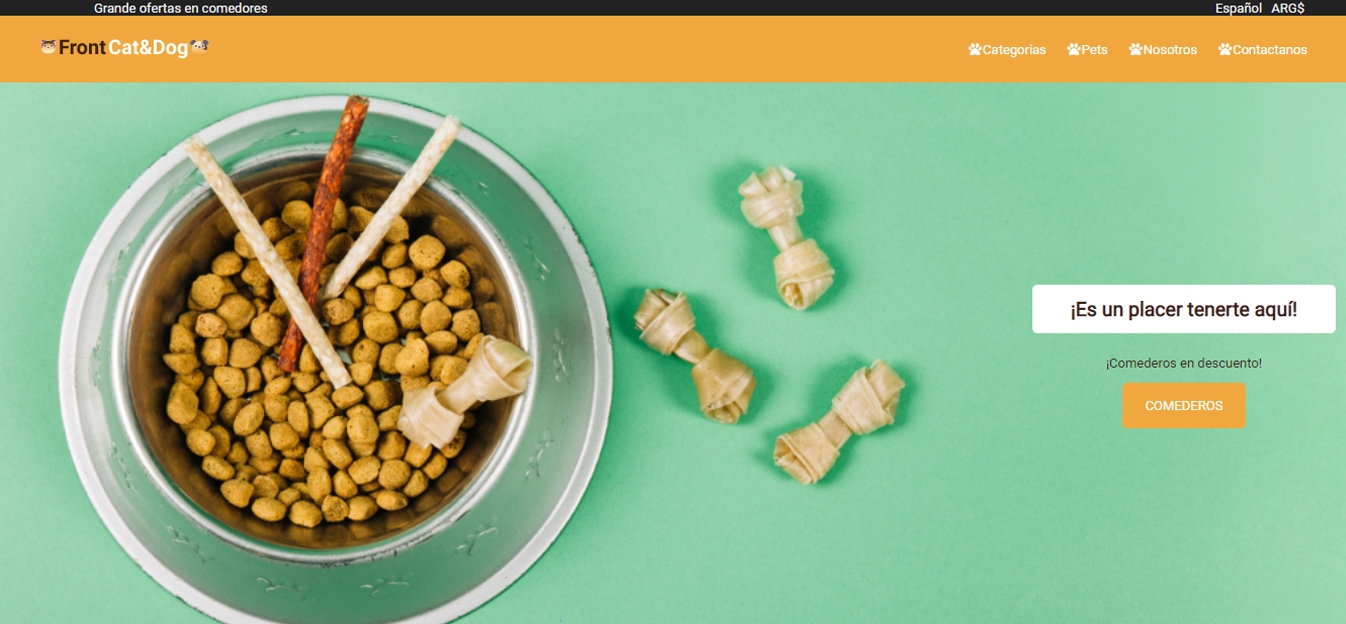 Grande ofertas en comedores
Español ARG$
Front Cat&Dog
Categorias Pets Nosotros Contactanos
¡Es un placer tenerte aquí!
¡Comederos en descuento!
COMEDEROS